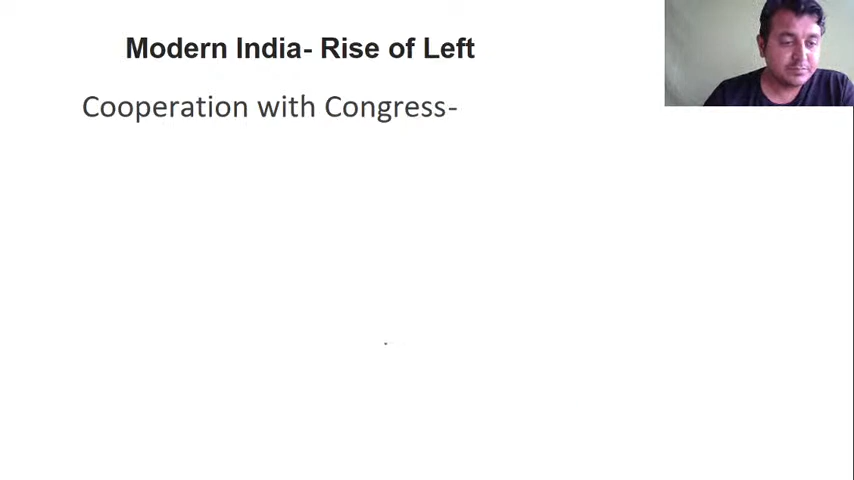 Modern India- Rise of Left
Cooperation with Congress-